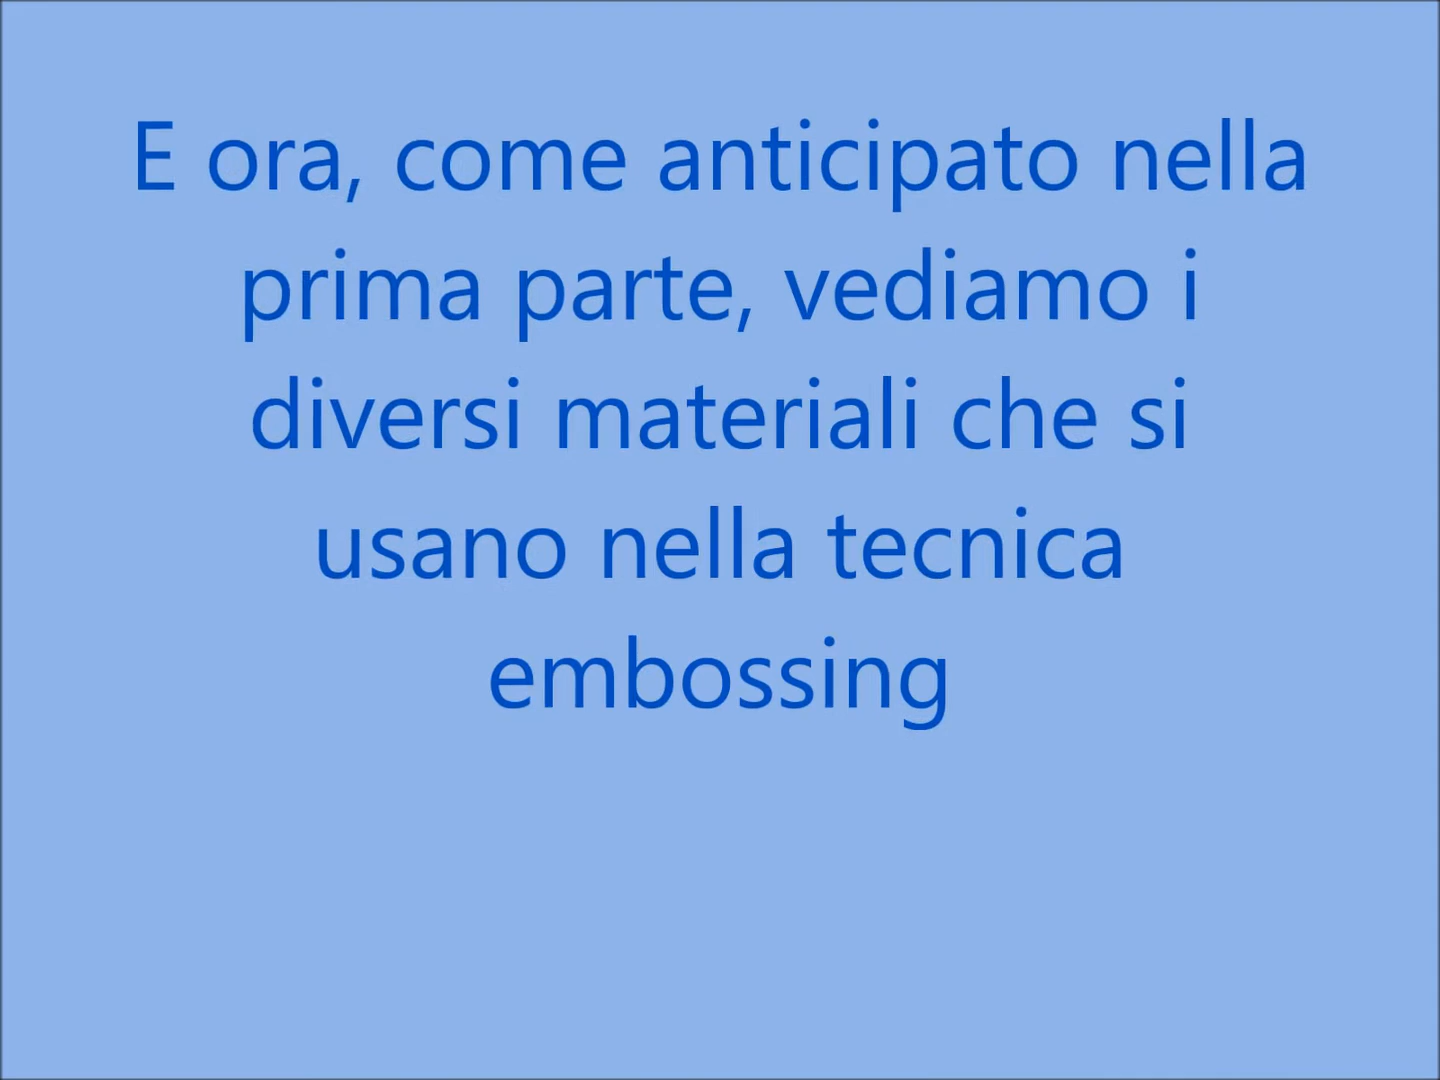 E ora, come anticipato nella
prima parte, vediamo i
diversi materiali che si
usano nella tecnica
embossing